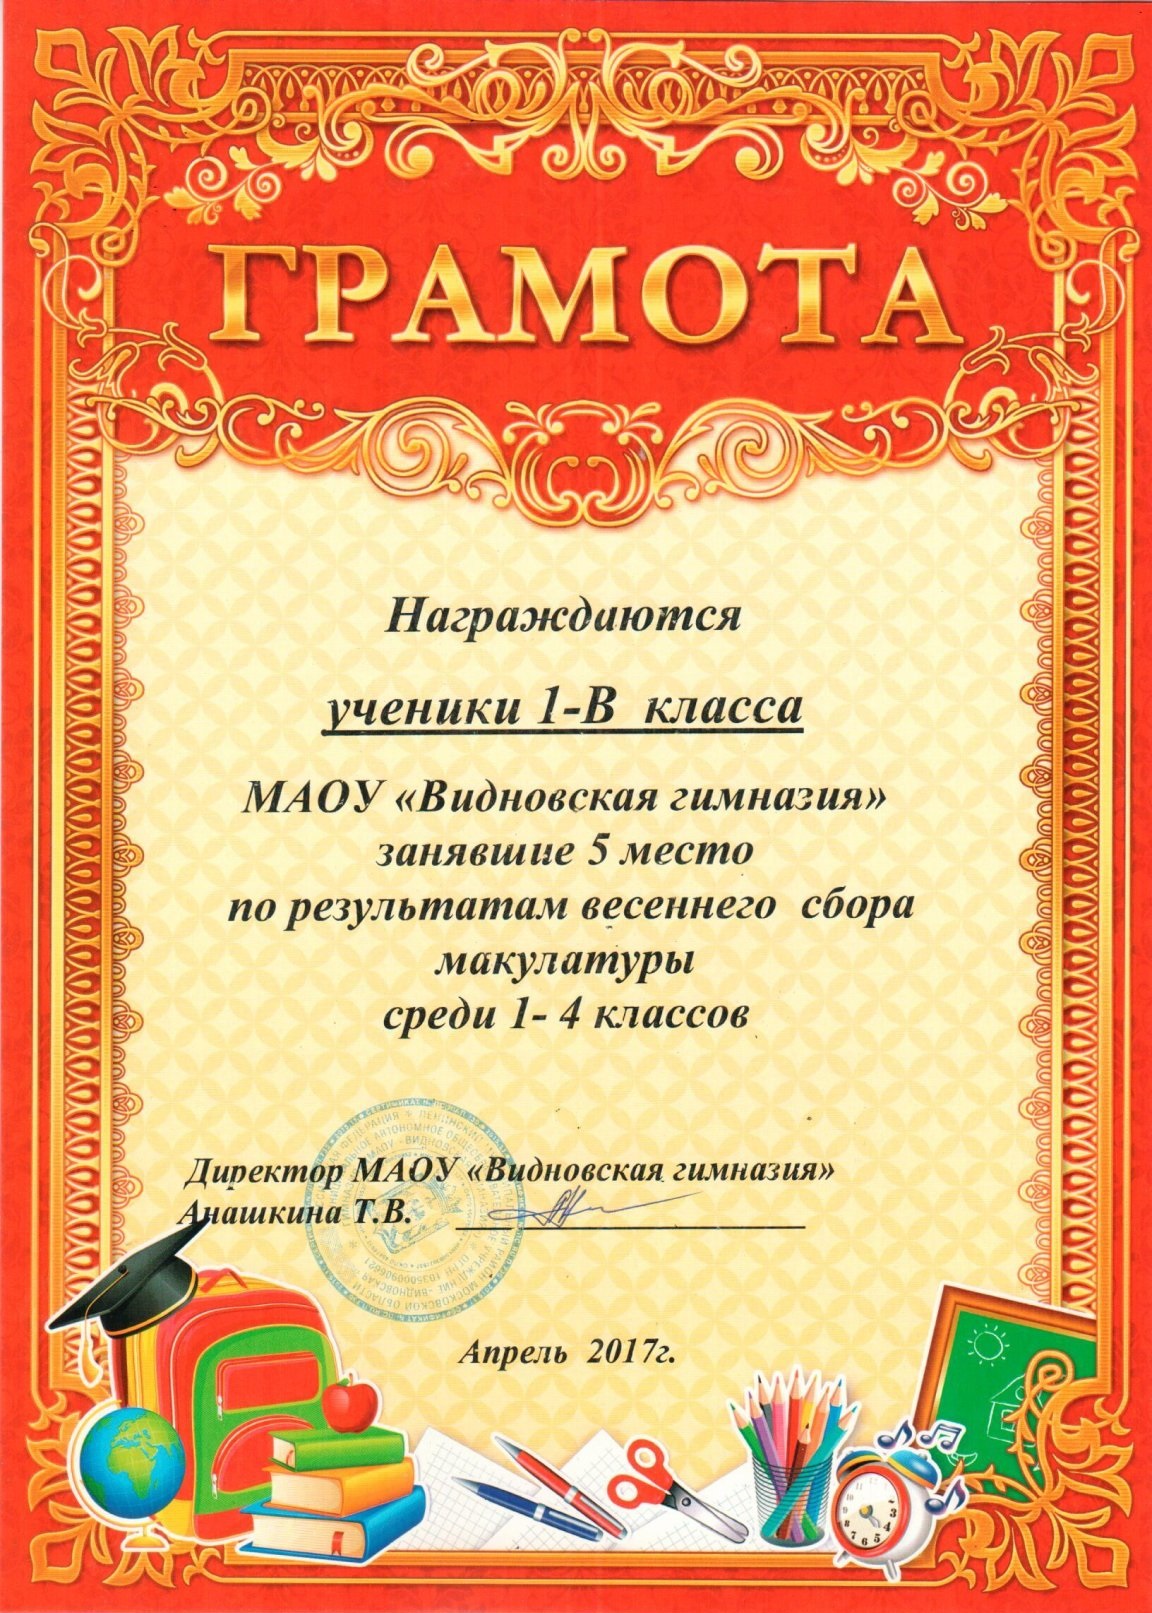 ГРАМОТА
Награждаются
ученики 1-В класса
МАОУ «Видновская гимназия»
занявшие 5 место
по результатам весеннего сбора
макулатуры
среди 1- 4 классов
Директор МАОУ «Видновская гимназия»
Анашкина Т.В.
Апрель 2017г.